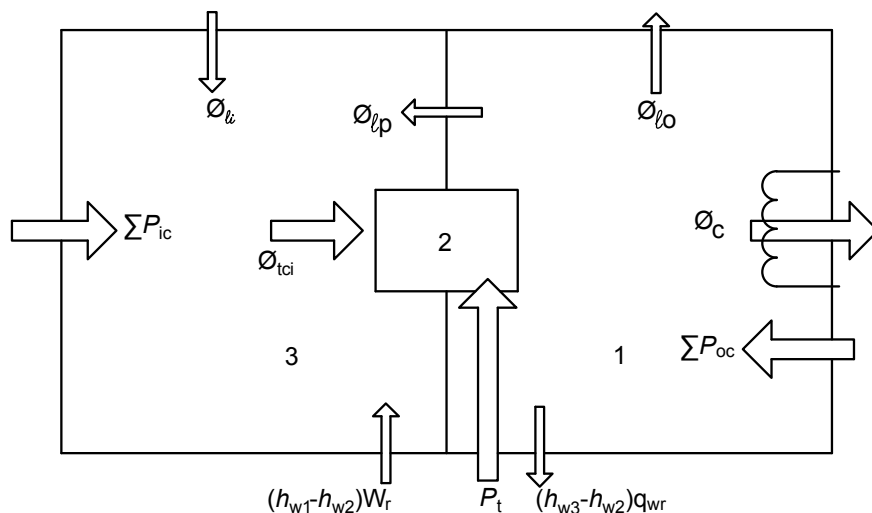 Øℓi
Øℓp
Øℓo
∑Pic
Øtci
2
Øc
3
1
∑Poc
(hw1-hw2)Wr
Pt
(hw3-hw2)qwr